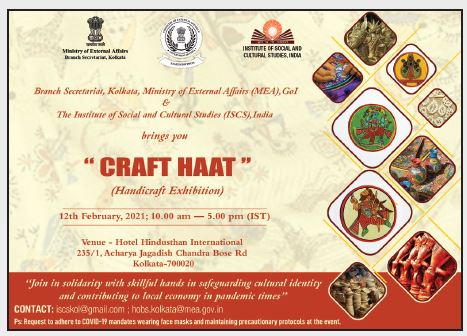 Ministry of External Affairs
Branch Secretariat, Kolkata
INSTITUTE OF SOCIAL AND
CULTURAL STUDIES, INDIA
Branch Secretariat, Kolkata, Ministry of External Affairs (MEA), GoI
&
The Institute of Social and Cultural Studies (ISCS), India
brings you
“ CRAFT HAAT ”
(Handicraft Exhibition)
12th February, 2021; 10.00 am — 5.00 pm (IST)
Venue - Hotel Hindusthan International
235/1, Acharya Jagadish Chandra Bose Rd
Kolkata-700020
“Join in solidarity with skillful hands in safeguarding cultural identity
and contributing to local economy in pandemic times”
CONTACT: iscskol@gmail.com ; hobs.kolkata@mea.gov.in
Ps: Request to adhere to COVID-19 mandates wearing face masks and maintaining precautionary protocols at the event.